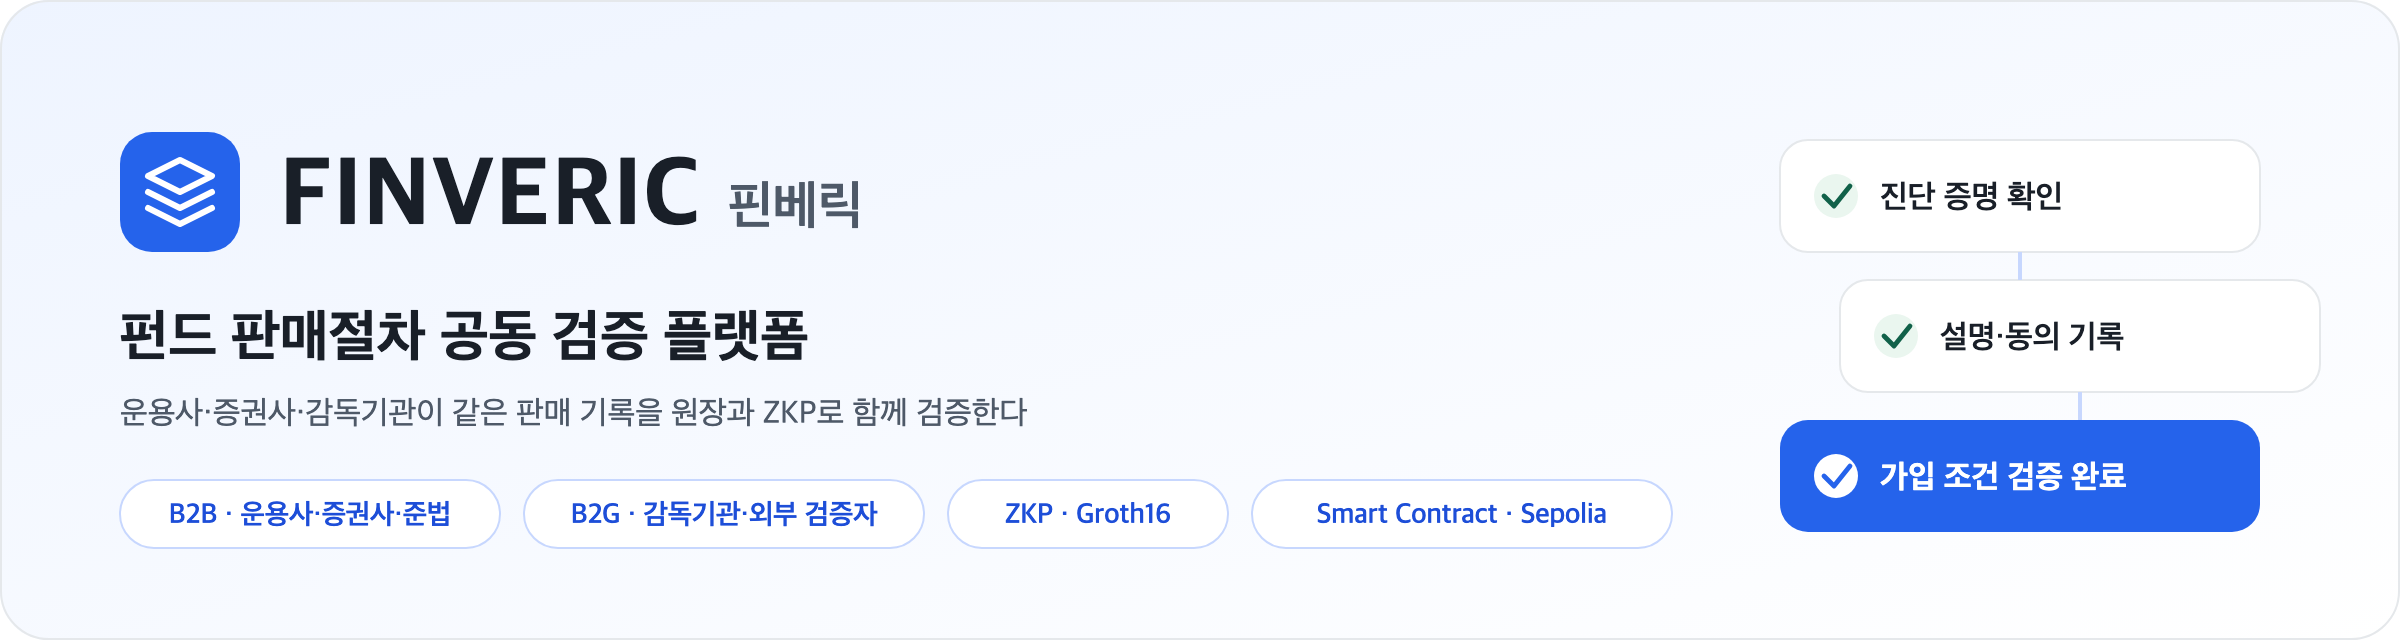 FINVERIC 핀베릭
펀드 판매절차 공동 검증 플랫폼
운용사·증권사·감독기관이 같은 판매 기록을 원장과 ZKP로 함께 검증한다
B2B · 운용사·증권사·준법
B2G · 감독기관·외부 검증자
ZKP · Groth16
Smart Contract · Sepolia
진단 증명 확인
설명·동의 기록
가입 조건 검증 완료